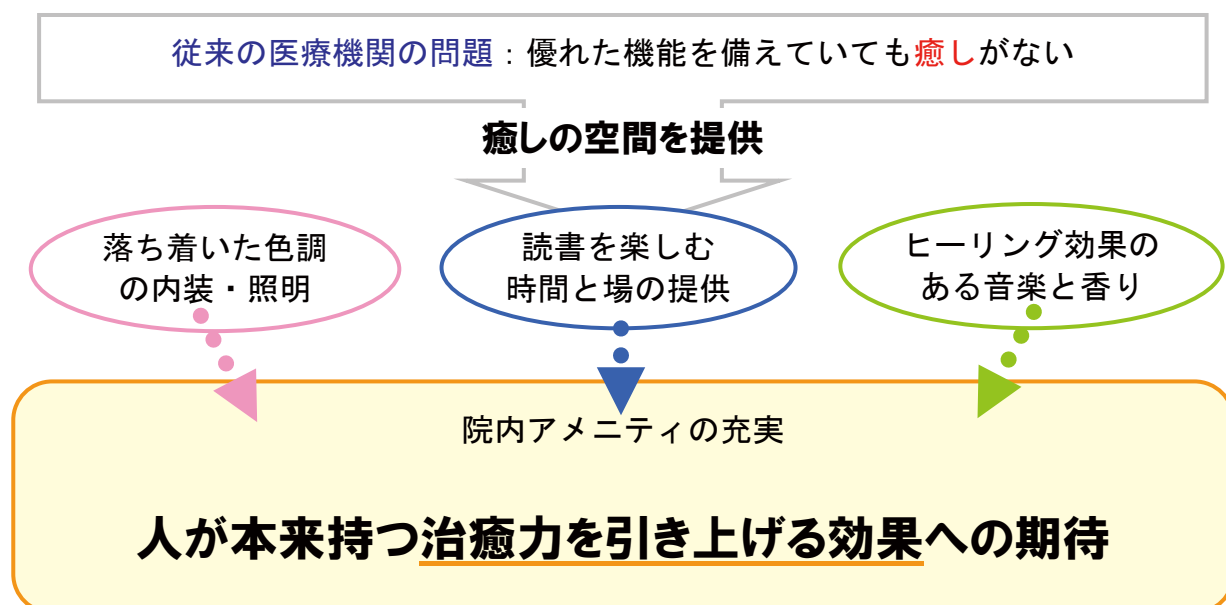 従来の医療機関の問題：優れた機能を備えていても癒しがない
癒しの空間を提供
落ち着いた色調
の内装・照明
読書を楽しむ
時間と場の提供
ヒーリング効果の
ある音楽と香り
院内アメニティの充実
人が本来持つ治癒力を引き上げる効果への期待